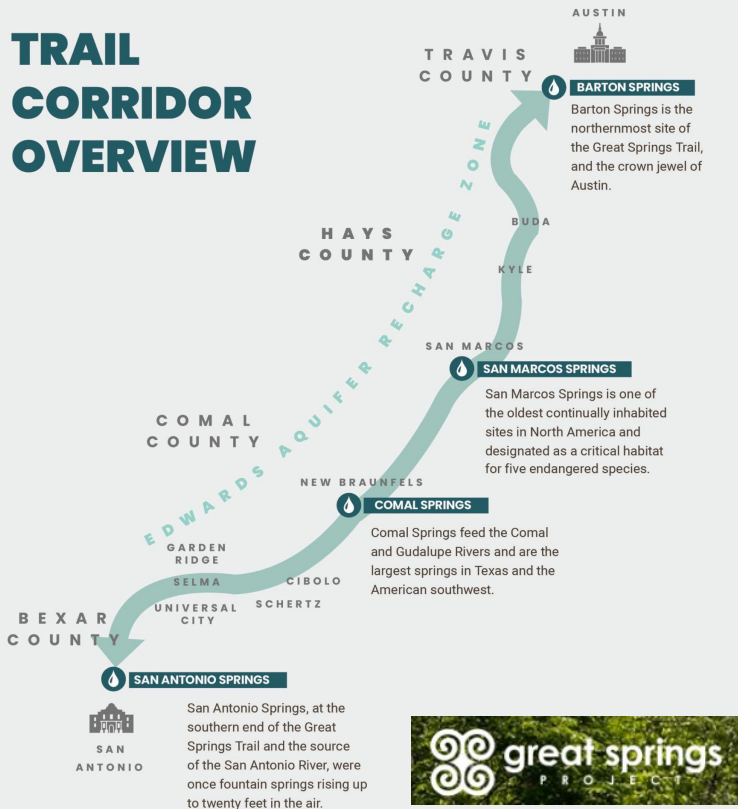 TRAIL
CORRIDOR
OVERVIEW
AUSTIN
TRAVIS
COUNTY
BARTON SPRINGS
Barton Springs is the
northernmost site of
the Great Springs Trail,
and the crown jewel of
Austin.
EDWARDS AQUIFER RECHARGE ZONE
BUDA
HAYS
COUNTY
KYLE
SAN MARCOS
SAN MARCOS SPRINGS
San Marcos Springs is one of
the oldest continually inhabited
sites in North America and
designated as a critical habitat
for five endangered species.
COMAL
COUNTY
NEW BRAUNFELS
COMAL SPRINGS
Comal Springs feed the Comal
and Gudalupe Rivers and are the
largest springs in Texas and the
American southwest.
GARDEN
RIDGE
SELMA
CIBOLO
SCHERTZ
UNIVERSAL
CITY
BEXAR
COUNTY
SAN ANTONIO SPRINGS
San Antonio Springs, at the
southern end of the Great
Springs Trail and the source
of the San Antonio River, were
once fountain springs rising up
to twenty feet in the air.
SAN
ANTONIO
great springs
PROJECT